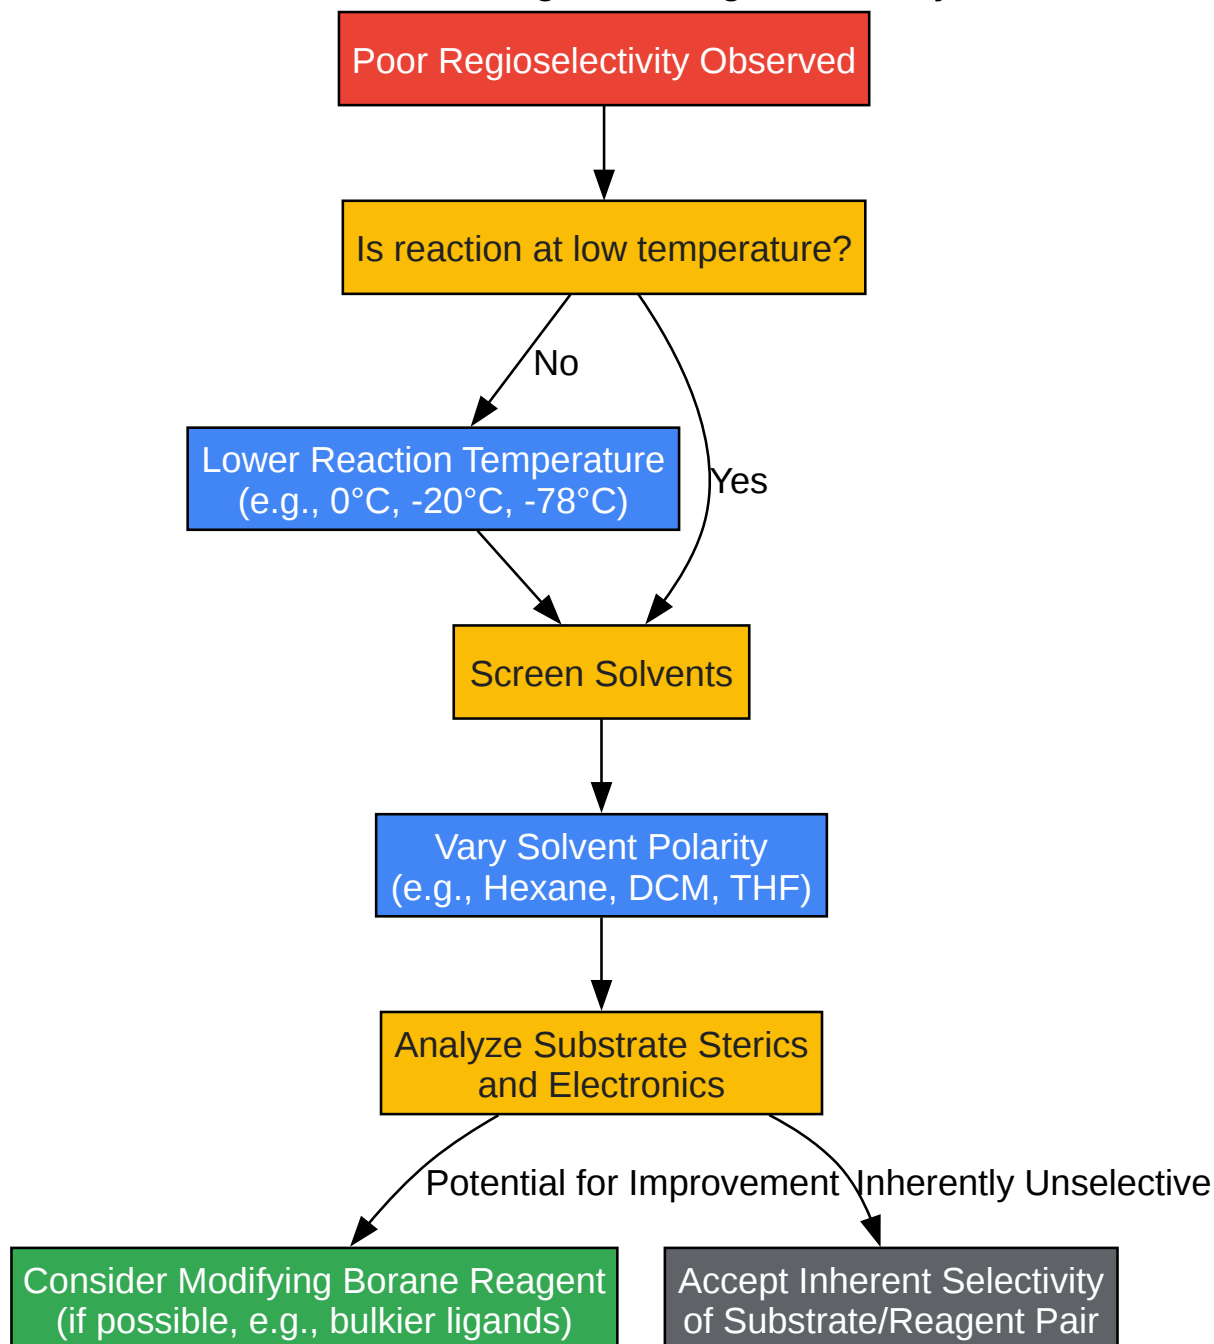 Poor Regioselectivity Observed
Is reaction at low temperature?
No
Lower Reaction Temperature
(e.g., 0°C, -20°C, -78°C)
Yes
Screen Solvents
Vary Solvent Polarity
(e.g., Hexane, DCM, THF)
Analyze Substrate Sterics
and Electronics
Potential for Improvement
Inherently Unselective
Consider Modifying Borane Reagent
(if possible, e.g., bulkier ligands)
Accept Inherent Selectivity
of Substrate/Reagent Pair